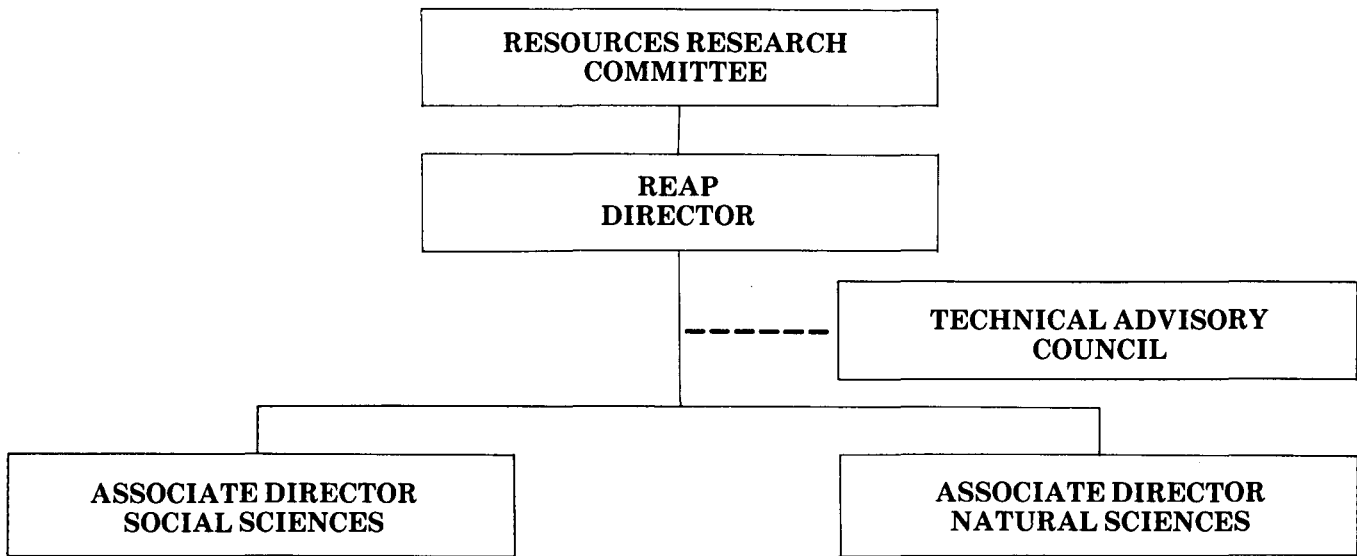 RESOURCES RESEARCH
COMMITTEE
REAP
DIRECTOR
TECHNICAL ADVISORY
COUNCIL
ASSOCIATE DIRECTOR
SOCIAL SCIENCES
ASSOCIATE DIRECTOR
NATURAL SCIENCES